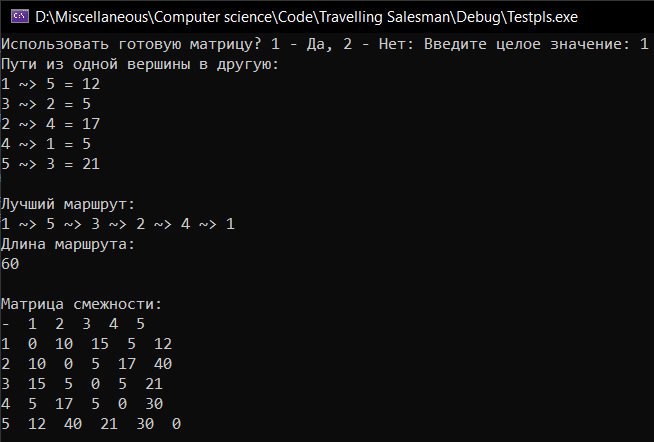 D:\Miscellaneous\Computer science\Code\Travelling Salesman\Debug\Testpls.exe
Использовать готовую матрицу? 1 - Да, 2 - Нет: Введите целое значение: 1
Пути из одной вершины в другую:
1 ~> 5 = 12
3 ~> 2 = 5
2 ~> 4 = 17
4 ~> 1 = 5
5 ~> 3 = 21

Лучший маршрут:
1 ~> 5 ~> 3 ~> 2 ~> 4 ~> 1
Длина маршрута:
60

Матрица смежности:
-  1  2  3  4  5
1  0  10  15  5  12
2  10  0  5  17  40
3  15  5  0  5  21
4  5  17  5  0  30
5  12  40  21  30  0